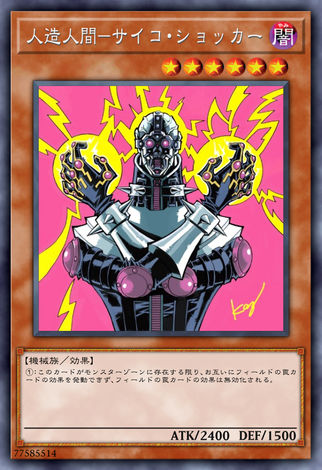 人造人間-サイコ・ショッカー
闇
やみ
【機械族／効果】
①：このカードがモンスターゾーンに存在する限り、お互いにフィールドの罠カ
ードの効果を発動できず、フィールドの罠カードの効果は無効化される。
ATK/2400 DEF/1500
77585514